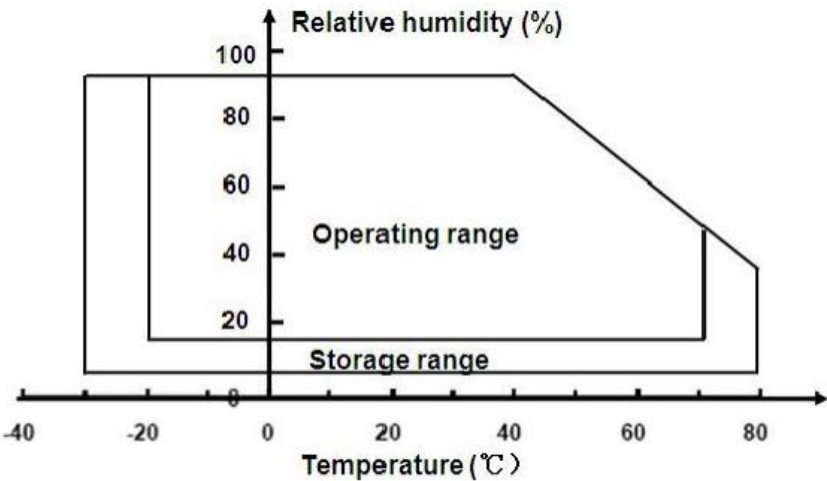 Relative humidity (%)
100
80
60
Operating range
40
20
Storage range
0
-40 -20 0 20 40 60 80
Temperature (℃)